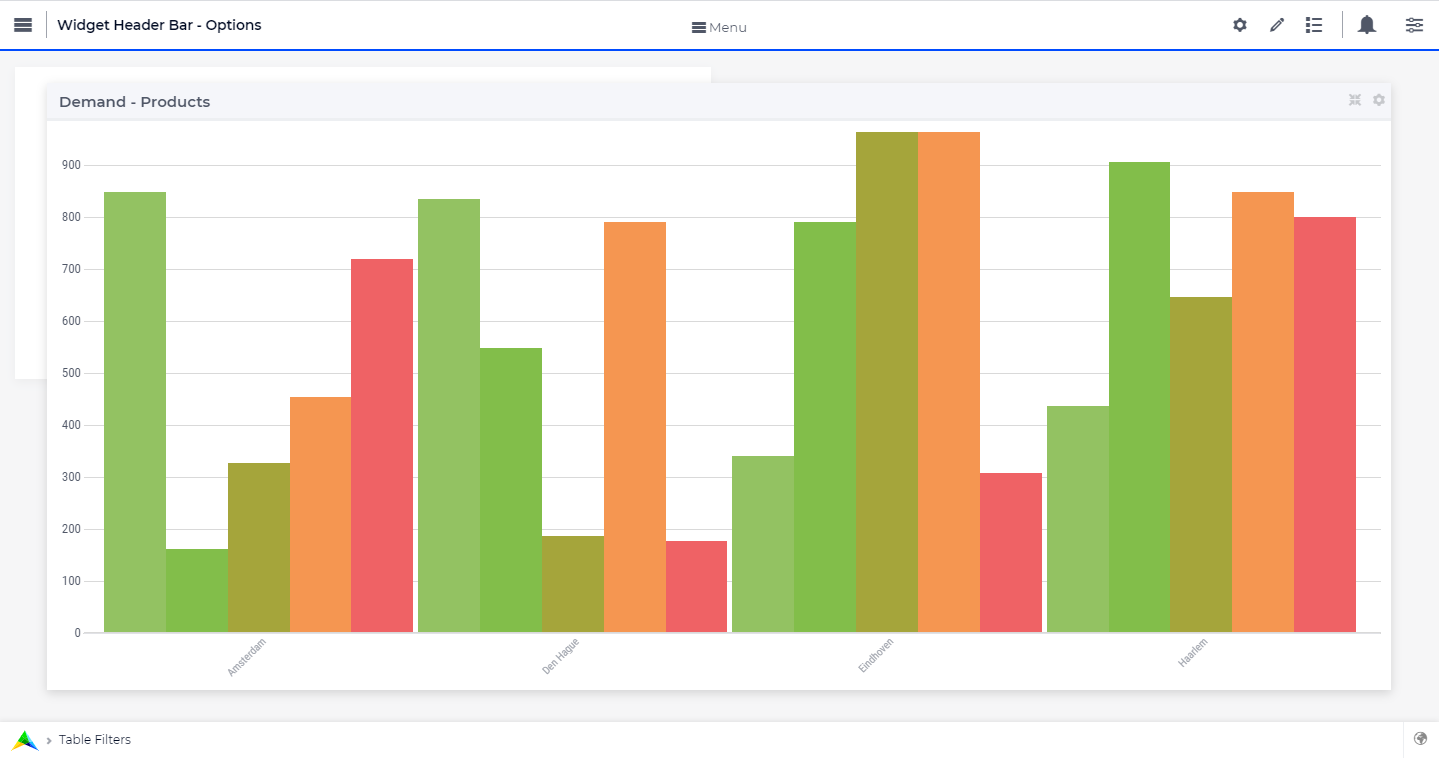 Widget Header Bar - Options
Menu
Demand - Products
900
800
700
600
500
400
300
200
100
0
Amsterdam
Den Hague
Eindhoven
Haarlem
Table Filters